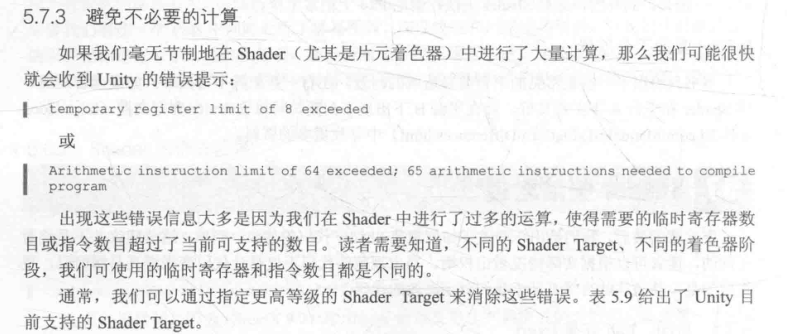 5.7.3 避免不必要的计算
如果我们毫无节制地在 Shader（尤其是片元着色器）中进行了大量计算，那么我们可能很快
就会收到 Unity 的错误提示：
temporary register limit of 8 exceeded
或
Arithmetic instruction limit of 64 exceeded; 65 arithmetic instructions needed to compile
program
出现这些错误信息大多是因为我们在 Shader 中进行了过多的运算，使得需要的临时寄存器数
目或指令数目超过了当前可支持的数目。读者需要知道，不同的 Shader Target、不同的着色器阶
段，我们可使用的临时寄存器和指令数目都是不同的。
通常，我们可以通过指定更高等级的 Shader Target 来消除这些错误。表 5.9 给出了 Unity 目
前支持的 Shader Target。